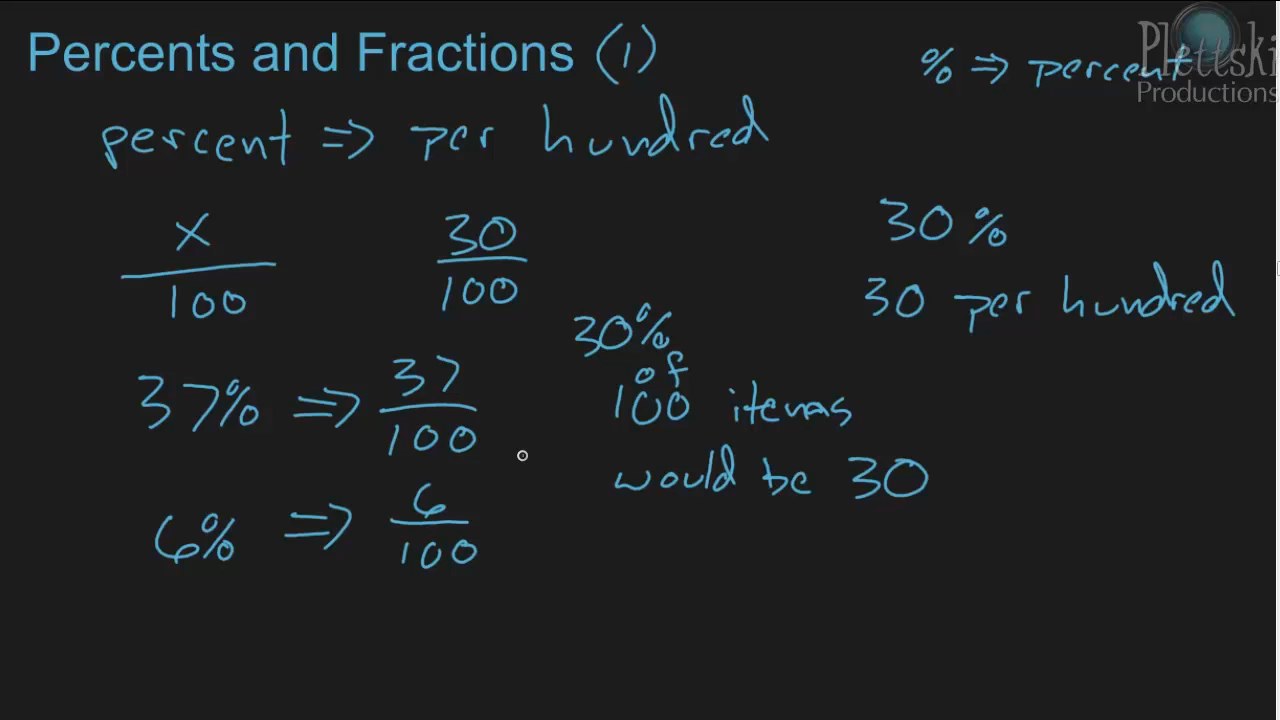 Percents and Fractions (1)
% => percent
Plettski
Productions
percent => per hundred
x
100
30
100
30%
30 per hundred
30%
of
100 items
would be 30
37% => 37
100
6% => 6
100